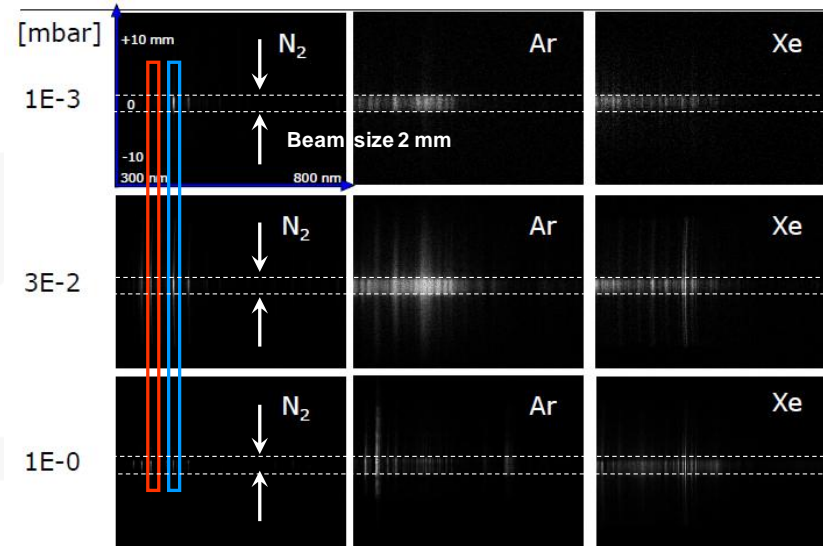 [mbar]
+10 mm
N₂
Ar
Xe
1E-3
0
Beam size 2 mm
-10
300 nm
800 nm
3E-2
N₂
Ar
Xe
1E-0
N₂
Ar
Xe